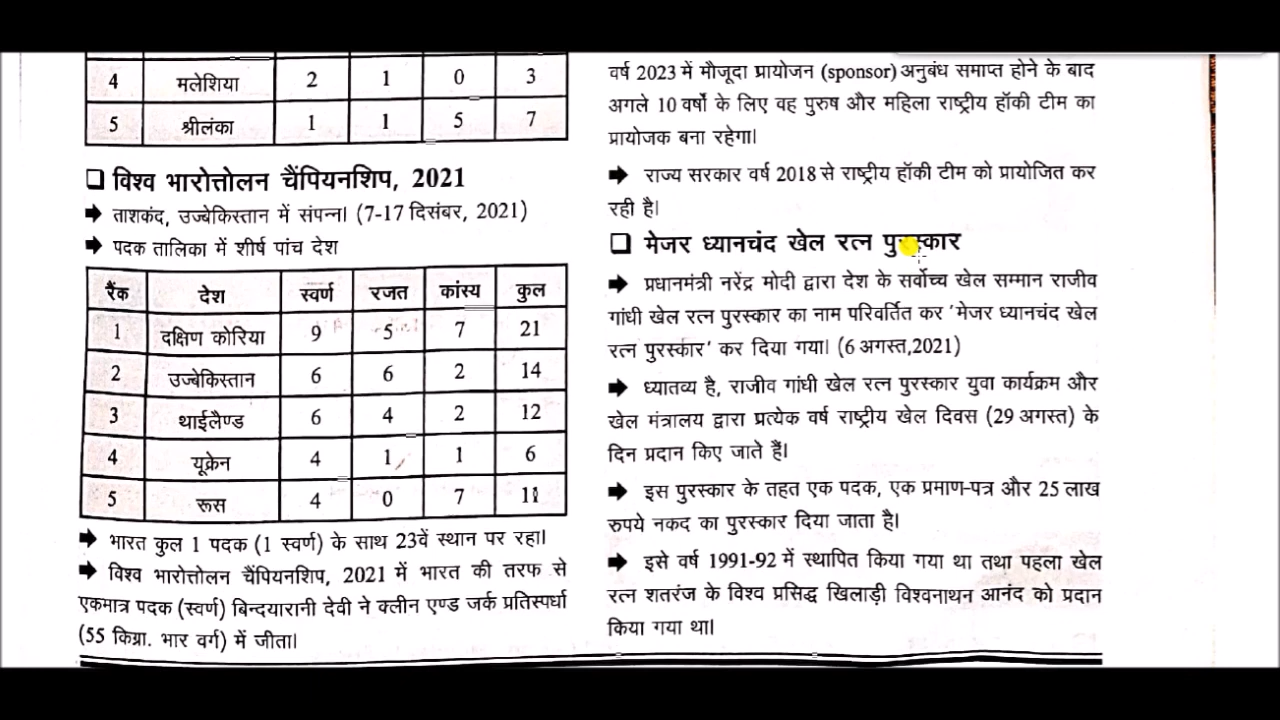 4 मलेशिया 2 1 0 3
5 श्रीलंका 1 1 5 7
❑ विश्व भारोत्तोलन चैंपियनशिप, 2021
➡ ताशकंद, उज्बेकिस्तान में संपन्न। (7-17 दिसंबर, 2021)
➡ पदक तालिका में शीर्ष पांच देश
रैंक देश स्वर्ण रजत कांस्य कुल
1 दक्षिण कोरिया 9 5 7 21
2 उज्बेकिस्तान 6 6 2 14
3 थाईलैण्ड 6 4 2 12
4 यूक्रेन 4 1 1 6
5 रूस 4 0 7 11
➡ भारत कुल 1 पदक (1 स्वर्ण) के साथ 23वें स्थान पर रहा।
➡ विश्व भारोत्तोलन चैंपियनशिप, 2021 में भारत की तरफ से
एकमात्र पदक (स्वर्ण) बिन्दयारानी देवी ने क्लीन एण्ड जर्क प्रतिस्पर्धा
(55 किग्रा. भार वर्ग) में जीता।
वर्ष 2023 में मौजूदा प्रायोजन (sponsor) अनुबंध समाप्त होने के बाद
अगले 10 वर्षों के लिए वह पुरुष और महिला राष्ट्रीय हॉकी टीम का
प्रायोजक बना रहेगा।
➡ राज्य सरकार वर्ष 2018 से राष्ट्रीय हॉकी टीम को प्रायोजित कर
रही है।
❑ मेजर ध्यानचंद खेल रत्न पुरस्कार
➡ प्रधानमंत्री नरेंद्र मोदी द्वारा देश के सर्वोच्च खेल सम्मान राजीव
गांधी खेल रत्न पुरस्कार का नाम परिवर्तित कर 'मेजर ध्यानचंद खेल
रत्न पुरस्कार' कर दिया गया। (6 अगस्त,2021)
➡ ध्यातव्य है, राजीव गांधी खेल रत्न पुरस्कार युवा कार्यक्रम और
खेल मंत्रालय द्वारा प्रत्येक वर्ष राष्ट्रीय खेल दिवस (29 अगस्त) के
दिन प्रदान किए जाते हैं।
➡ इस पुरस्कार के तहत एक पदक, एक प्रमाण-पत्र और 25 लाख
रुपये नकद का पुरस्कार दिया जाता है।
➡ इसे वर्ष 1991-92 में स्थापित किया गया था तथा पहला खेल
रत्न शतरंज के विश्व प्रसिद्ध खिलाड़ी विश्वनाथन आनंद को प्रदान
किया गया था।